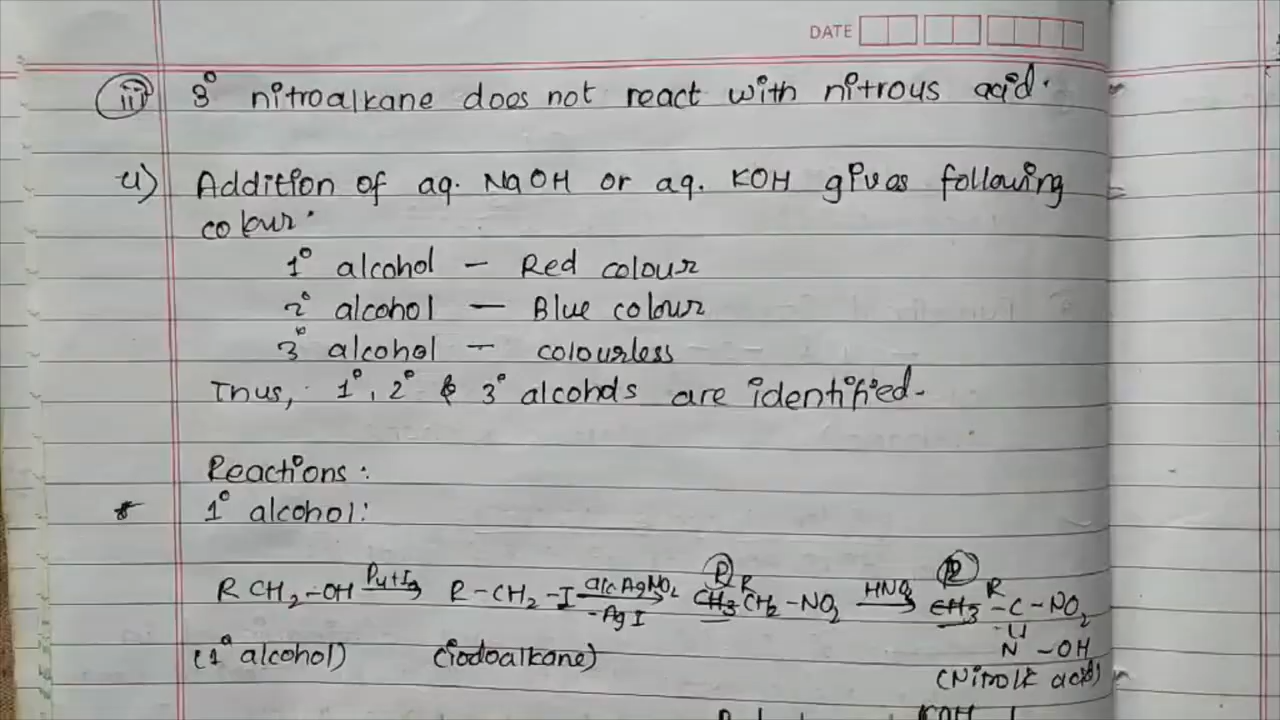 DATE
iii) 3° nitroalkane does not react with nitrous acid.
4) Addition of aq. NaOH or aq. KOH gives following
colour.
1° alcohol – Red colour
2° alcohol – Blue colour
3° alcohol – colourless
Thus, 1°, 2° & 3° alcohols are identified.
Reactions :
* 1° alcohol:
R CH2-OH P4+I2 → R-CH2-I alc AgNO2 → -AgI R CH2-NO2 HNO2 → R-C-NO2
N-OH
(1° alcohol) (iodoalkane) (Nitrolic acid)
KOH